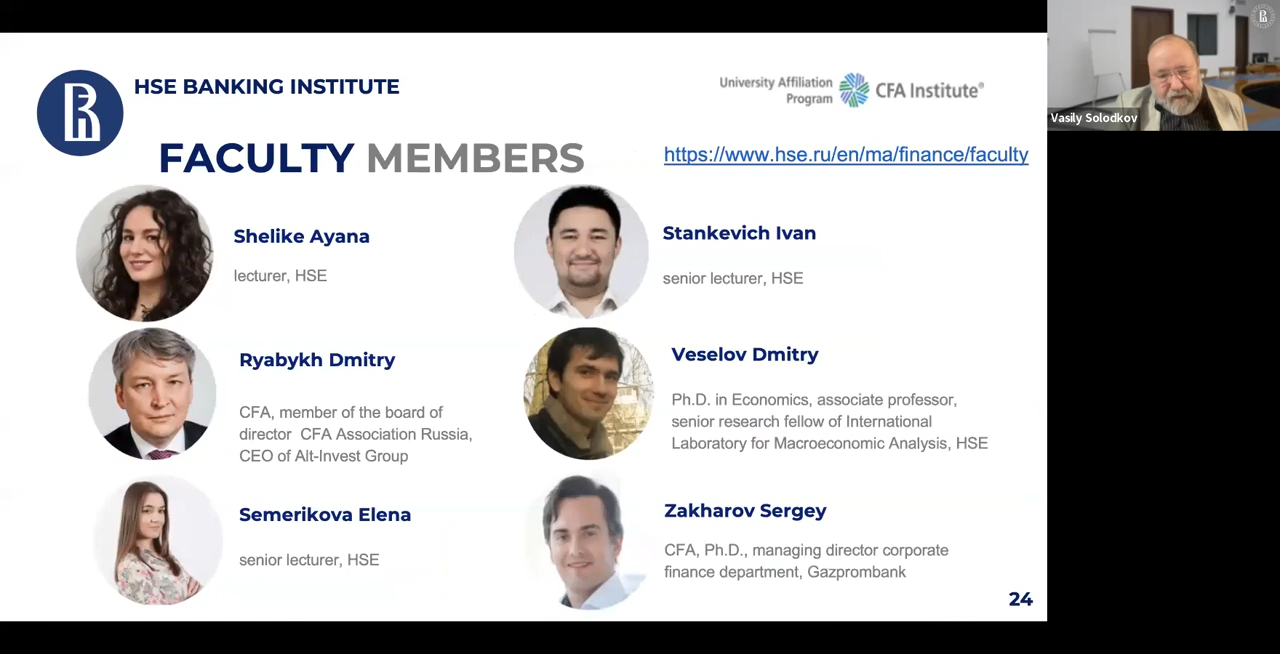 HSE BANKING INSTITUTE
University Affiliation
Program
CFA Institute®
FACULTY MEMBERS
https://www.hse.ru/en/ma/finance/faculty
Vasily Solodkov
Shelike Ayana
lecturer, HSE
Stankevich Ivan
senior lecturer, HSE
Ryabykh Dmitry
CFA, member of the board of
director CFA Association Russia,
CEO of Alt-Invest Group
Veselov Dmitry
Ph.D. in Economics, associate professor,
senior research fellow of International
Laboratory for Macroeconomic Analysis, HSE
Semerikova Elena
senior lecturer, HSE
Zakharov Sergey
CFA, Ph.D., managing director corporate
finance department, Gazprombank
24